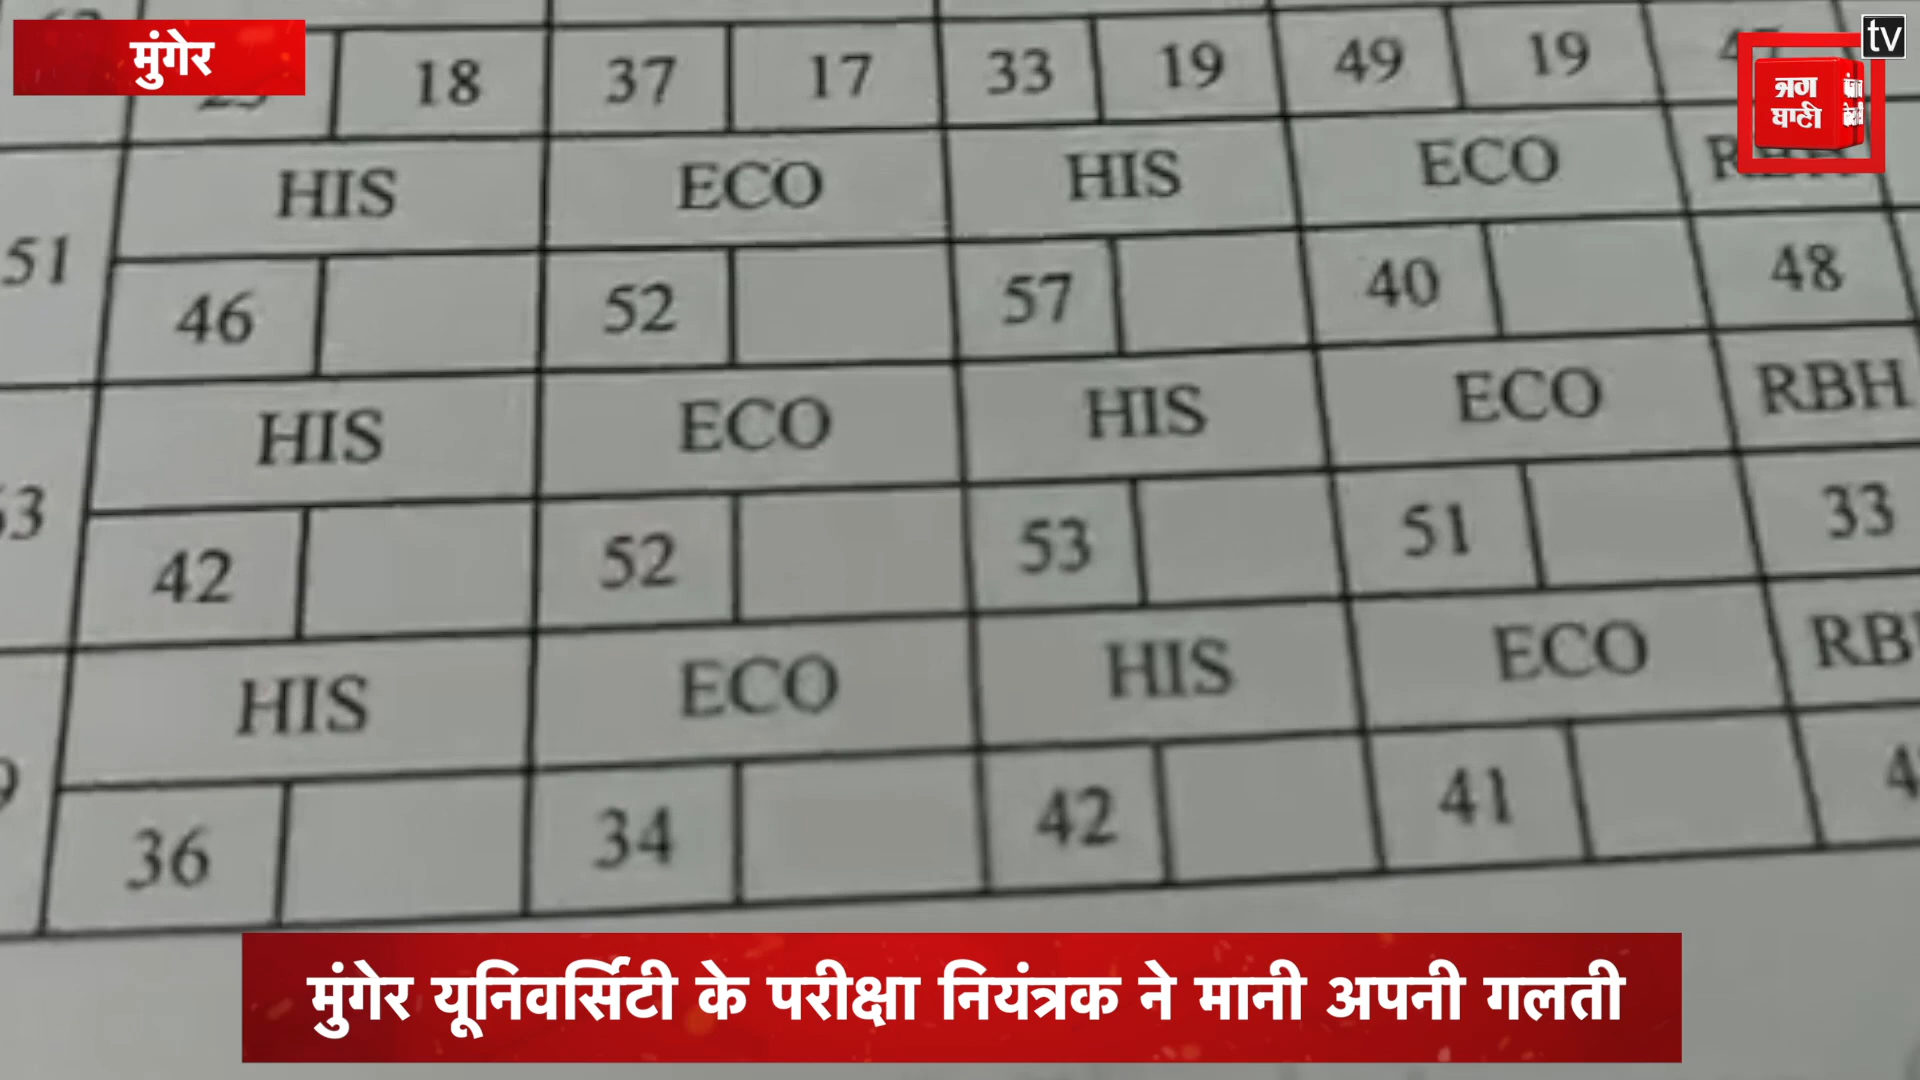 मुंगेर
tv
ਜਗ
ਬਾਣੀ
18 37 17 33 19 49 19
HIS ECO HIS ECO
51
46 52 57 40 48
HIS ECO HIS ECO RBH
42 52 53 51 33
HIS ECO HIS ECO
36 34 42 41
मुंगेर यूनिवर्सिटी के परीक्षा नियंत्रक ने मानी अपनी गलती